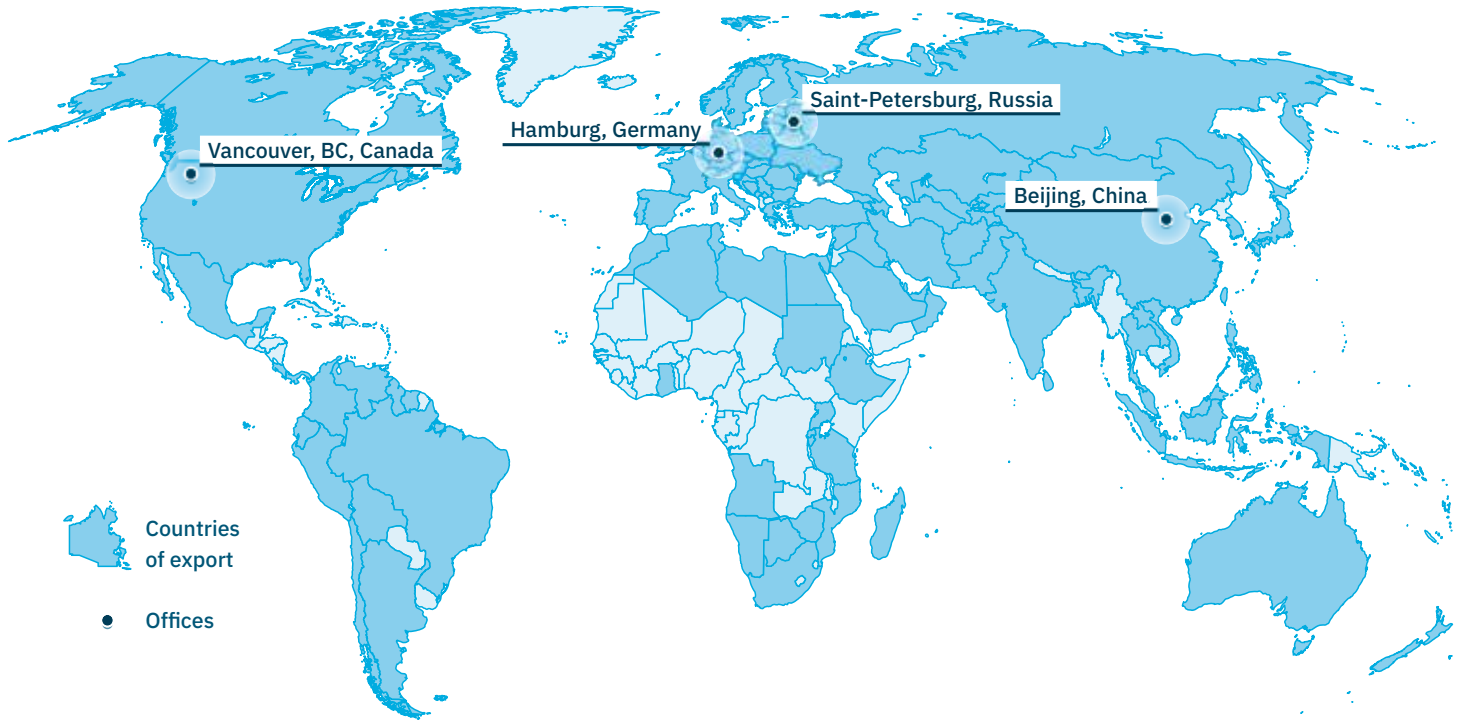 Saint-Petersburg, Russia
Hamburg, Germany
Vancouver, BC, Canada
Beijing, China
Countries
of export
Offices